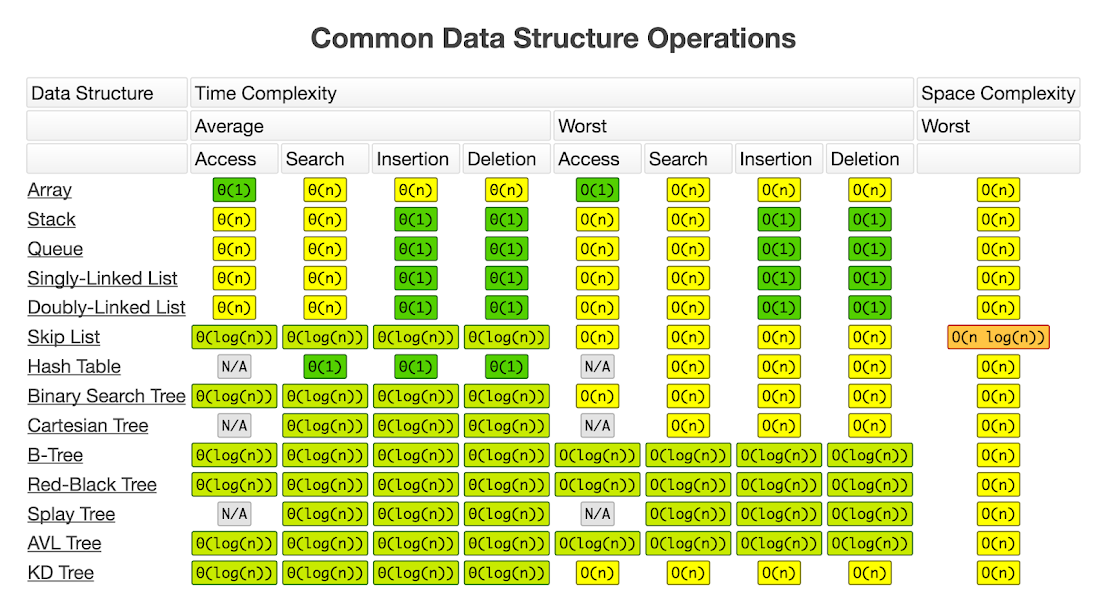 Common Data Structure Operations
Data Structure Time Complexity Space Complexity
Average Worst Worst
Access Search Insertion Deletion Access Search Insertion Deletion
Array Θ(1) Θ(n) Θ(n) Θ(n) O(1) O(n) O(n) O(n) O(n)
Stack Θ(n) Θ(n) Θ(1) Θ(1) O(n) O(n) O(1) O(1) O(n)
Queue Θ(n) Θ(n) Θ(1) Θ(1) O(n) O(n) O(1) O(1) O(n)
Singly-Linked List Θ(n) Θ(n) Θ(1) Θ(1) O(n) O(n) O(1) O(1) O(n)
Doubly-Linked List Θ(n) Θ(n) Θ(1) Θ(1) O(n) O(n) O(1) O(1) O(n)
Skip List Θ(log(n)) Θ(log(n)) Θ(log(n)) Θ(log(n)) O(n) O(n) O(n) O(n) O(n log(n))
Hash Table N/A Θ(1) Θ(1) Θ(1) N/A O(n) O(n) O(n) O(n)
Binary Search Tree Θ(log(n)) Θ(log(n)) Θ(log(n)) Θ(log(n)) O(n) O(n) O(n) O(n) O(n)
Cartesian Tree N/A Θ(log(n)) Θ(log(n)) Θ(log(n)) N/A O(n) O(n) O(n) O(n)
B-Tree Θ(log(n)) Θ(log(n)) Θ(log(n)) Θ(log(n)) O(log(n)) O(log(n)) O(log(n)) O(log(n)) O(n)
Red-Black Tree Θ(log(n)) Θ(log(n)) Θ(log(n)) Θ(log(n)) O(log(n)) O(log(n)) O(log(n)) O(log(n)) O(n)
Splay Tree N/A Θ(log(n)) Θ(log(n)) Θ(log(n)) N/A O(log(n)) O(log(n)) O(log(n)) O(n)
AVL Tree Θ(log(n)) Θ(log(n)) Θ(log(n)) Θ(log(n)) O(log(n)) O(log(n)) O(log(n)) O(log(n)) O(n)
KD Tree Θ(log(n)) Θ(log(n)) Θ(log(n)) Θ(log(n)) O(n) O(n) O(n) O(n) O(n)